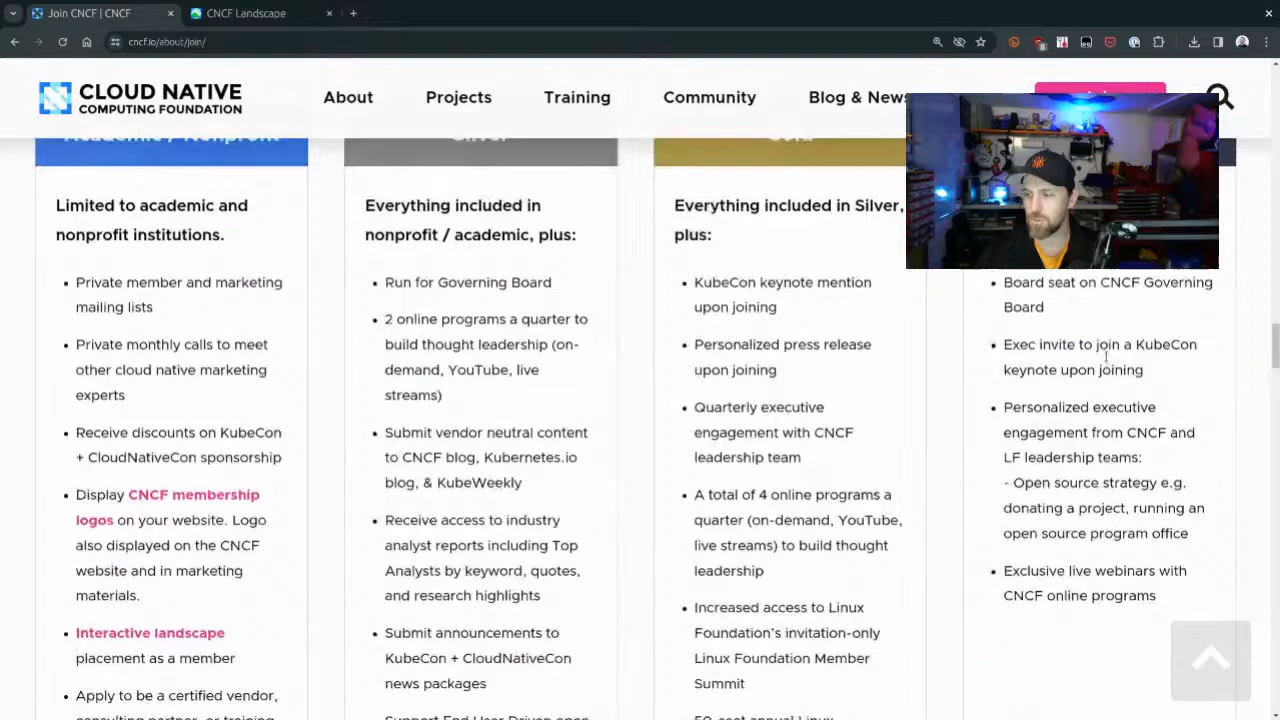 Join CNCF | CNCF
CNCF Landscape
cncf.io/about/join/
CLOUD NATIVE
COMPUTING FOUNDATION
About
Projects
Training
Community
Blog & News
Limited to academic and
nonprofit institutions.
Private member and marketing
mailing lists
Private monthly calls to meet
other cloud native marketing
experts
Receive discounts on KubeCon
+ CloudNativeCon sponsorship
Display CNCF membership
logos on your website. Logo
also displayed on the CNCF
website and in marketing
materials.
Interactive landscape
placement as a member
Apply to be a certified vendor,
Everything included in
nonprofit / academic, plus:
Run for Governing Board
2 online programs a quarter to
build thought leadership (on-
demand, YouTube, live
streams)
Submit vendor neutral content
to CNCF blog, Kubernetes.io
blog, & KubeWeekly
Receive access to industry
analyst reports including Top
Analysts by keyword, quotes,
and research highlights
Submit announcements to
KubeCon + CloudNativeCon
news packages
Everything included in Silver,
plus:
KubeCon keynote mention
upon joining
Personalized press release
upon joining
Quarterly executive
engagement with CNCF
leadership team
A total of 4 online programs a
quarter (on-demand, YouTube,
live streams) to build thought
leadership
Increased access to Linux
Foundation's invitation-only
Linux Foundation Member
Summit
Board seat on CNCF Governing
Board
Exec invite to join a KubeCon
keynote upon joining
Personalized executive
engagement from CNCF and
LF leadership teams:
- Open source strategy e.g.
donating a project, running an
open source program office
Exclusive live webinars with
CNCF online programs